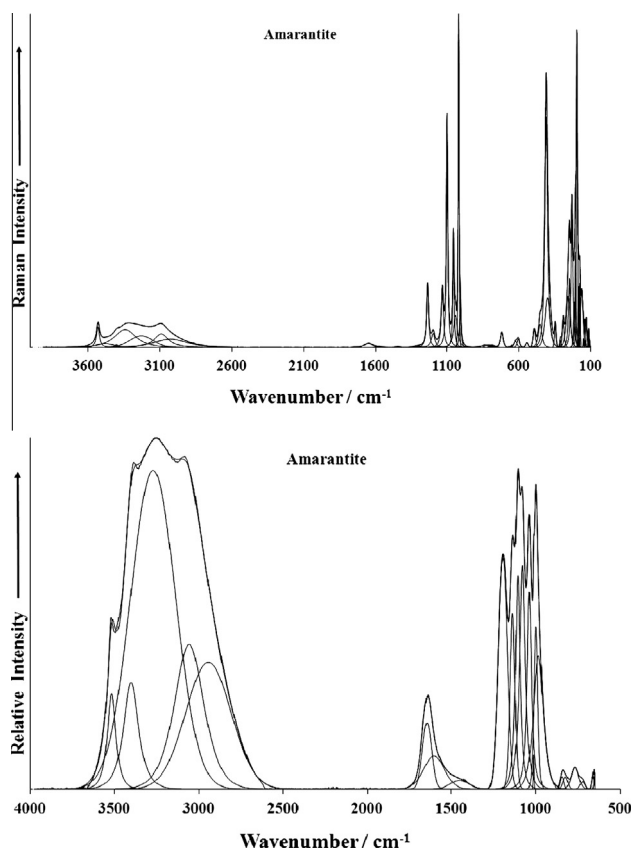 Amarantite
Raman Intensity
3600 3100 2600 2100 1600 1100 600 100
Wavenumber / cm-1
Amarantite
Relative Intensity
4000 3500 3000 2500 2000 1500 1000 500
Wavenumber / cm-1